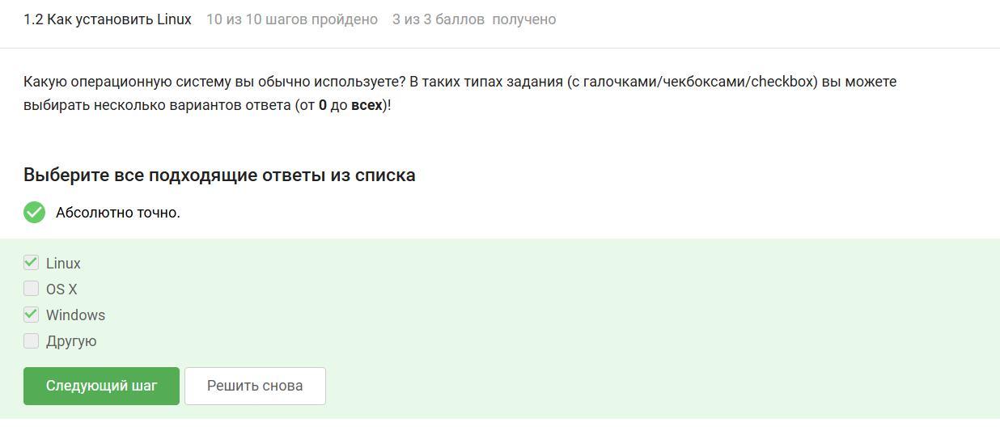 1.2 Как установить Linux 10 из 10 шагов пройдено 3 из 3 баллов получено
Какую операционную систему вы обычно используете? В таких типах задания (с галочками/чекбоксами/checkbox) вы можете
выбирать несколько вариантов ответа (от 0 до всех)!
Выберите все подходящие ответы из списка
Абсолютно точно.
Linux
OS X
Windows
Другую
Следующий шаг Решить снова